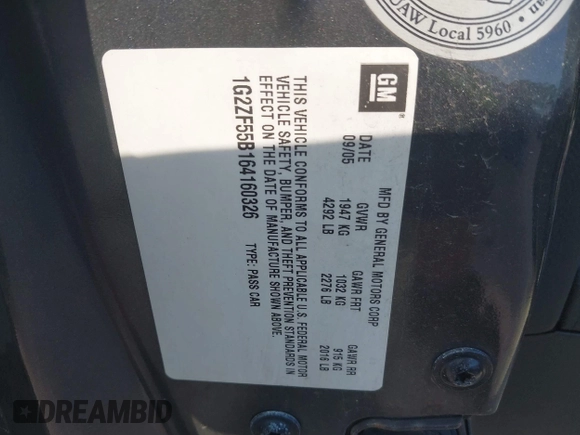 UAW Local 5960
GM
MFD BY GENERAL MOTORS CORP
DATE GVWR GAWR FRT GAWR RR
09/05 1947 KG 1032 KG 915 KG
4292 LB 2276 LB 2016 LB
THIS VEHICLE CONFORMS TO ALL APPLICABLE U.S. FEDERAL MOTOR
VEHICLE SAFETY, BUMPER, AND THEFT PREVENTION STANDARDS IN
EFFECT ON THE DATE OF MANUFACTURE SHOWN ABOVE.
1G2ZF55B164160326 TYPE: PASS CAR
DREAMBID